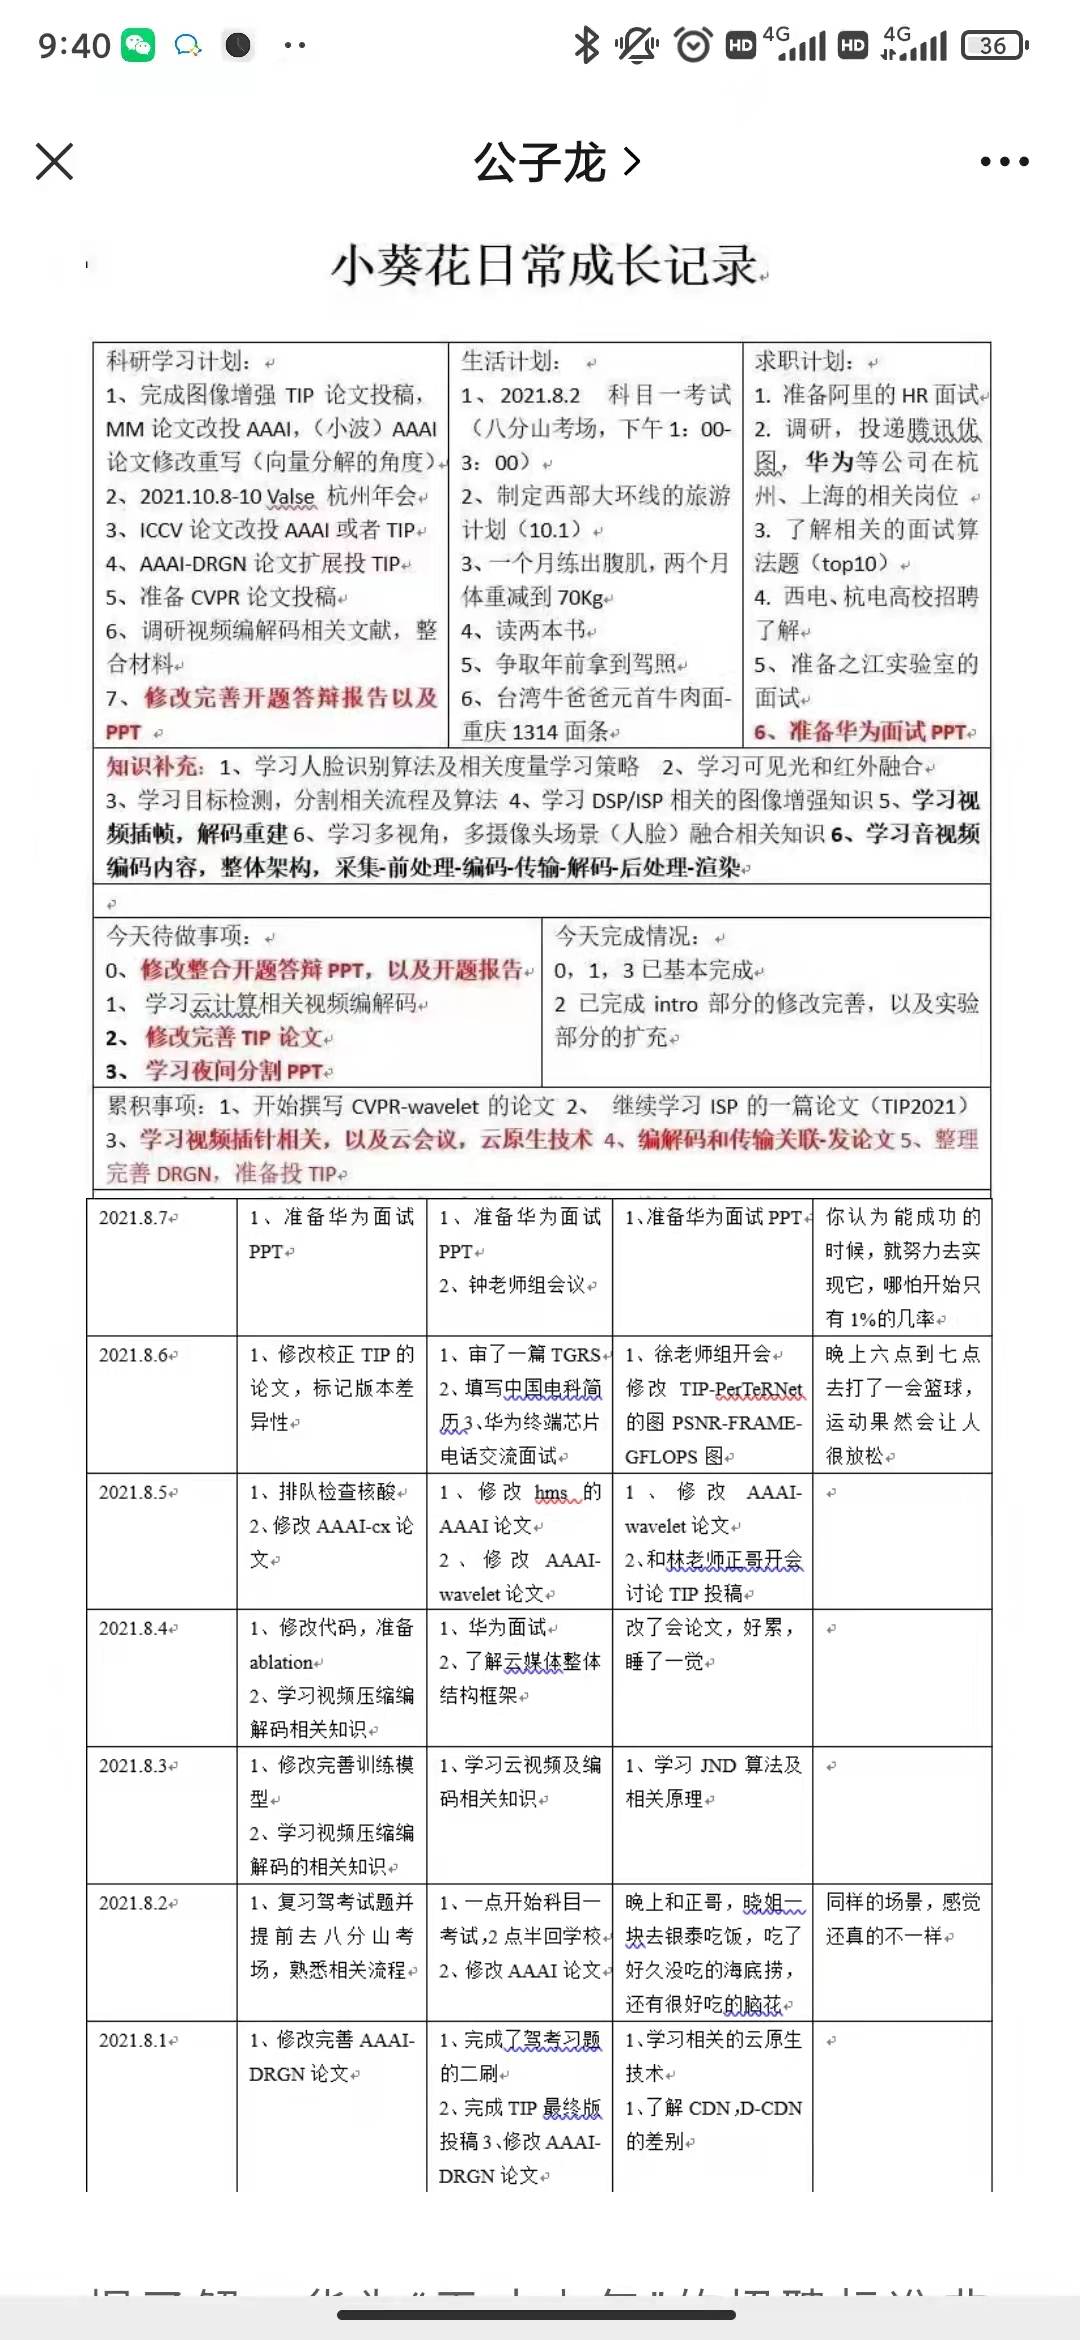 9:40
HD 4G HD 4G 36
公子龙 >
小葵花日常成长记录
科研学习计划：
1、完成图像增强 TIP 论文投稿，
MM 论文改投 AAAI，（小波）AAAI
论文修改重写（向量分解的角度）
2、2021.10.8-10 Valse 杭州年会
3、ICCV 论文改投 AAAI 或者 TIP
4、AAAI-DRGN 论文扩展投 TIP
5、准备 CVPR 论文投稿
6、调研视频编解码相关文献，整
合材料
7、修改完善开题答辩报告以及
PPT
生活计划：
1、2021.8.2 科目一考试
（八分山考场，下午 1：00-
3：00）
2、制定西部大环线的旅游
计划（10.1）
3、一个月练出腹肌，两个月
体重减到 70Kg
4、读两本书
5、争取年前拿到驾照
6、台湾牛爸爸元首牛肉面-
重庆 1314 面条
求职计划：
1. 准备阿里的 HR 面试
2. 调研，投递腾讯优
图，华为等公司在杭
州、上海的相关岗位
3. 了解相关的面试算
法题（top10）
4. 西电、杭电高校招聘
了解
5、准备之江实验室的
面试
6、准备华为面试 PPT
知识补充：1、学习人脸识别算法及相关度量学习策略 2、学习可见光和红外融合
3、学习目标检测，分割相关流程及算法 4、学习 DSP/ISP 相关的图像增强知识 5、学习视
频插帧，解码重建 6、学习多视角，多摄像头场景（人脸）融合相关知识 6、学习音视频
编码内容，整体架构，采集-前处理-编码-传输-解码-后处理-渲染
今天待做事项：
0、修改整合开题答辩 PPT，以及开题报告
1、 学习云计算相关视频编解码
2、 修改完善 TIP 论文
3、 学习夜间分割 PPT
今天完成情况：
0，1，3 已基本完成
2 已完成 intro 部分的修改完善，以及实验
部分的扩充
累积事项：1、开始撰写 CVPR-wavelet 的论文 2、 继续学习 ISP 的一篇论文（TIP2021）
3、学习视频插针相关，以及云会议，云原生技术 4、编解码和传输关联-发论文 5、整理
完善 DRGN，准备投 TIP
2021.8.7
1、准备华为面试
PPT
1、准备华为面试
PPT
2、钟老师组会议
1、准备华为面试 PPT
你认为能成功的
时候，就努力去实
现它，哪怕开始只
有 1%的几率
2021.8.6
1、修改校正 TIP 的
论文，标记版本差
异性
1、审了一篇 TGRS
2、填写中国电科简
历 3、华为终端芯片
电话交流面试
1、徐老师组开会
修改 TIP-PerTeRNet
的图 PSNR-FRAME-
GFLOPS 图
晚上六点到七点
去打了一会篮球，
运动果然会让人
很放松
2021.8.5
1、排队检查核酸
2、修改 AAAI-cx 论
文
1、修改 hms 的
AAAI 论文
2、修改 AAAI-
wavelet 论文
1、修改 AAAI-
wavelet 论文
2、和林老师正哥开会
讨论 TIP 投稿
2021.8.4
1、修改代码，准备
ablation
2、学习视频压缩编
解码相关知识
1、华为面试
2、了解云媒体整体
结构框架
改了会论文，好累，
睡了一觉
2021.8.3
1、修改完善训练模
型
2、学习视频压缩编
解码的相关知识
1、学习云视频及编
码相关知识
1、学习 JND 算法及
相关原理
2021.8.2
1、复习驾考试题并
提前去八分山考
场，熟悉相关流程
1、一点开始科目一
考试，2 点半回学校
2、修改 AAAI 论文
晚上和正哥，晓姐一
块去银泰吃饭，吃了
好久没吃的海底捞，
还有很好吃的脑花
同样的场景，感觉
还真的不一样
2021.8.1
1、修改完善 AAAI-
DRGN 论文
1、完成了驾考习题
的二刷
2、完成 TIP 最终版
投稿 3、修改 AAAI-
DRGN 论文
1、学习相关的云原生
技术
1、了解 CDN，D-CDN
的差别